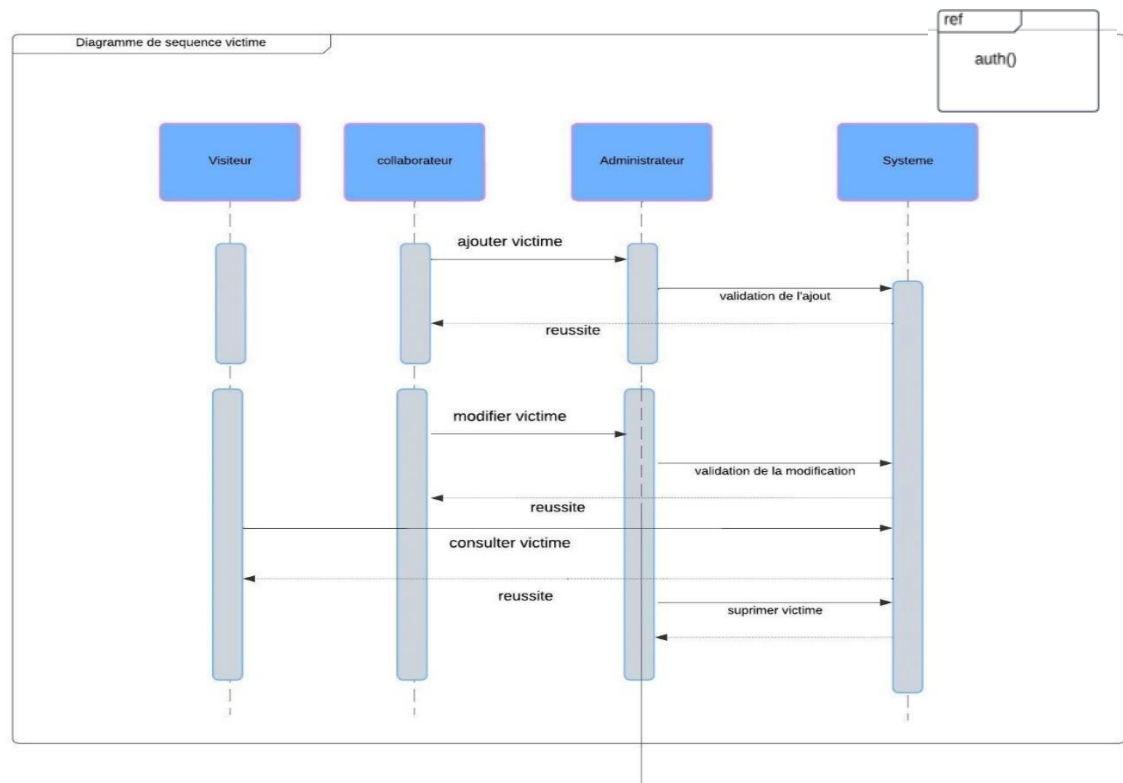 ref
auth()
Diagramme de sequence victime
Visiteur
collaborateur
Administrateur
Systeme
ajouter victime
validation de l'ajout
reussite
modifier victime
validation de la modification
reussite
consulter victime
reussite
suprimer victime